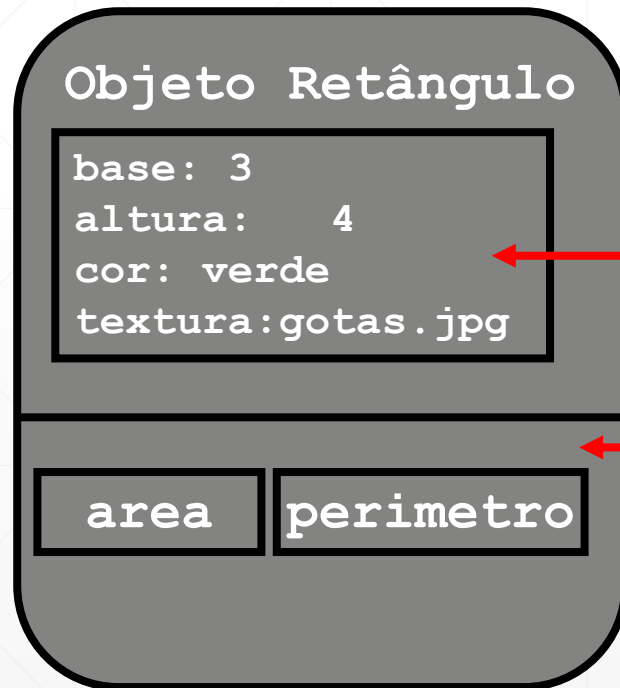 Objeto Retângulo
base: 3
altura: 4
cor: verde
textura:gotas.jpg
area perimetro